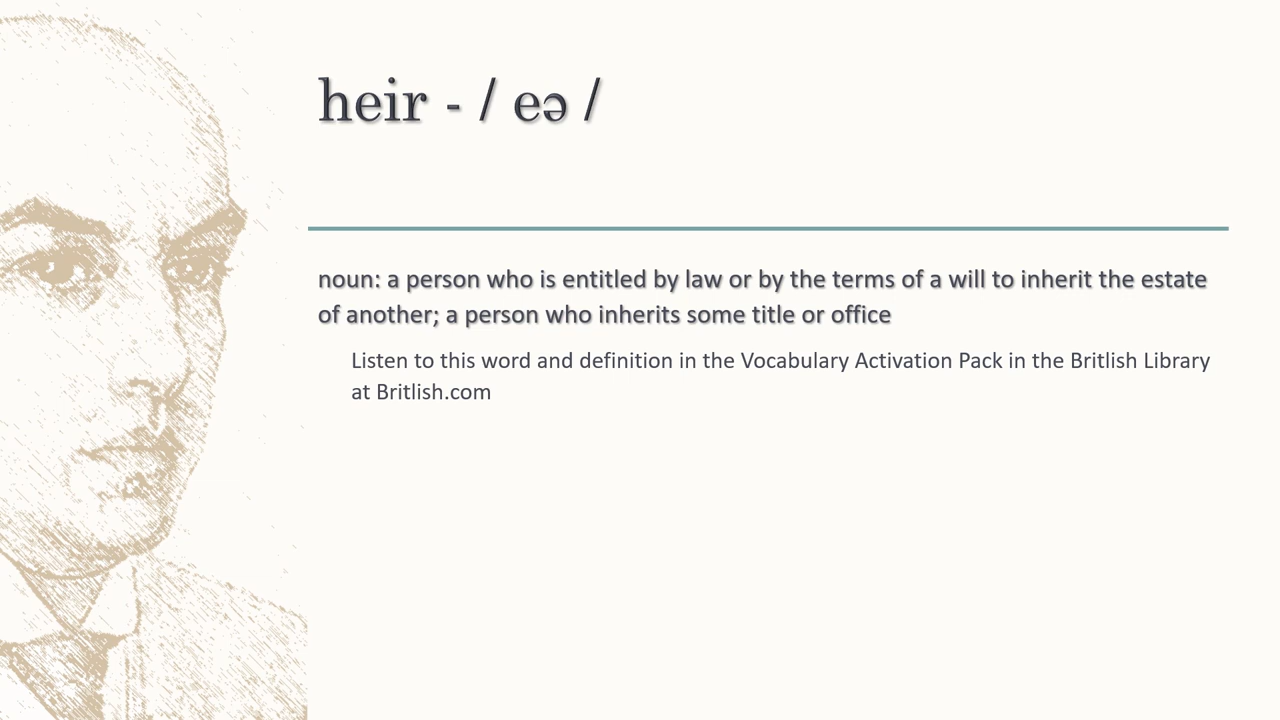 heir - / eə /
noun: a person who is entitled by law or by the terms of a will to inherit the estate
of another; a person who inherits some title or office
Listen to this word and definition in the Vocabulary Activation Pack in the Britlish Library
at Britlish.com